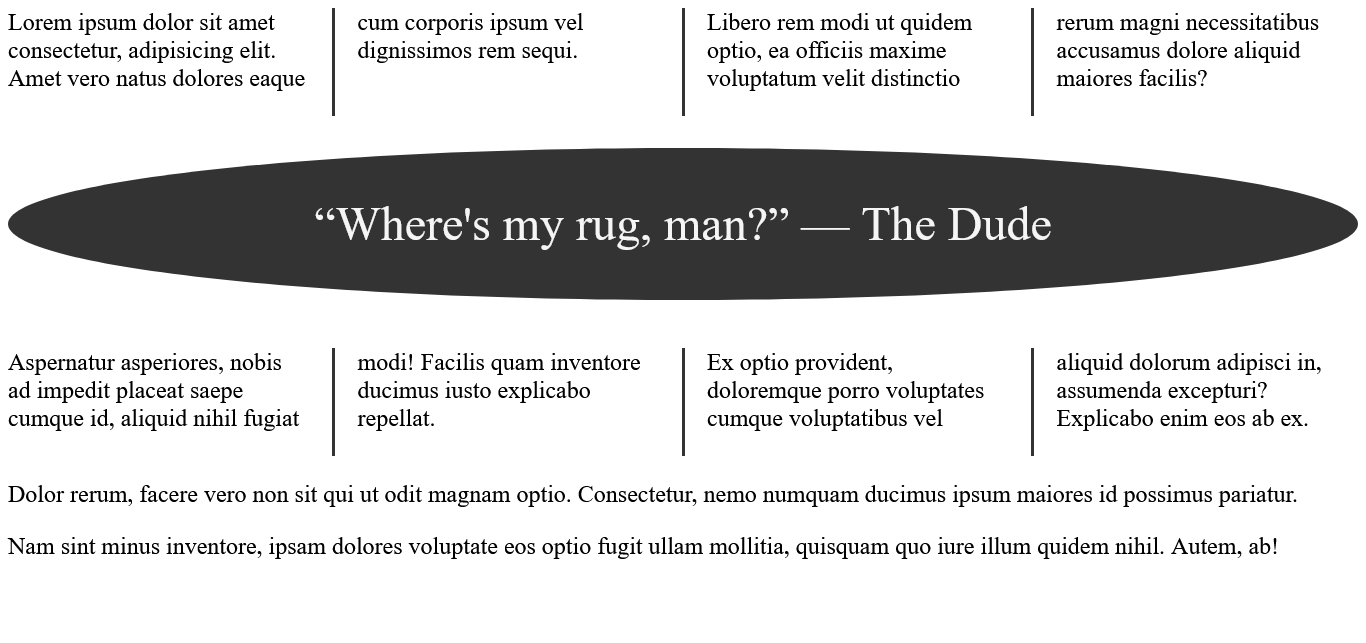 Lorem ipsum dolor sit amet
consectetur, adipisicing elit.
Amet vero natus dolores eaque
cum corporis ipsum vel
dignissimos rem sequi.
Libero rem modi ut quidem
optio, ea officiis maxime
voluptatum velit distinctio
rerum magni necessitatibus
accusamus dolore aliquid
maiores facilis?
“Where's my rug, man?” — The Dude
Aspernatur asperiores, nobis
ad impedit placeat saepe
cumque id, aliquid nihil fugiat
modi! Facilis quam inventore
ducimus iusto explicabo
repellat.
Ex optio provident,
doloremque porro voluptates
cumque voluptatibus vel
aliquid dolorum adipisci in,
assumenda excepturi?
Explicabo enim eos ab ex.
Dolor rerum, facere vero non sit qui ut odit magnam optio. Consectetur, nemo numquam ducimus ipsum maiores id possimus pariatur.
Nam sint minus inventore, ipsam dolores voluptate eos optio fugit ullam mollitia, quisquam quo iure illum quidem nihil. Autem, ab!